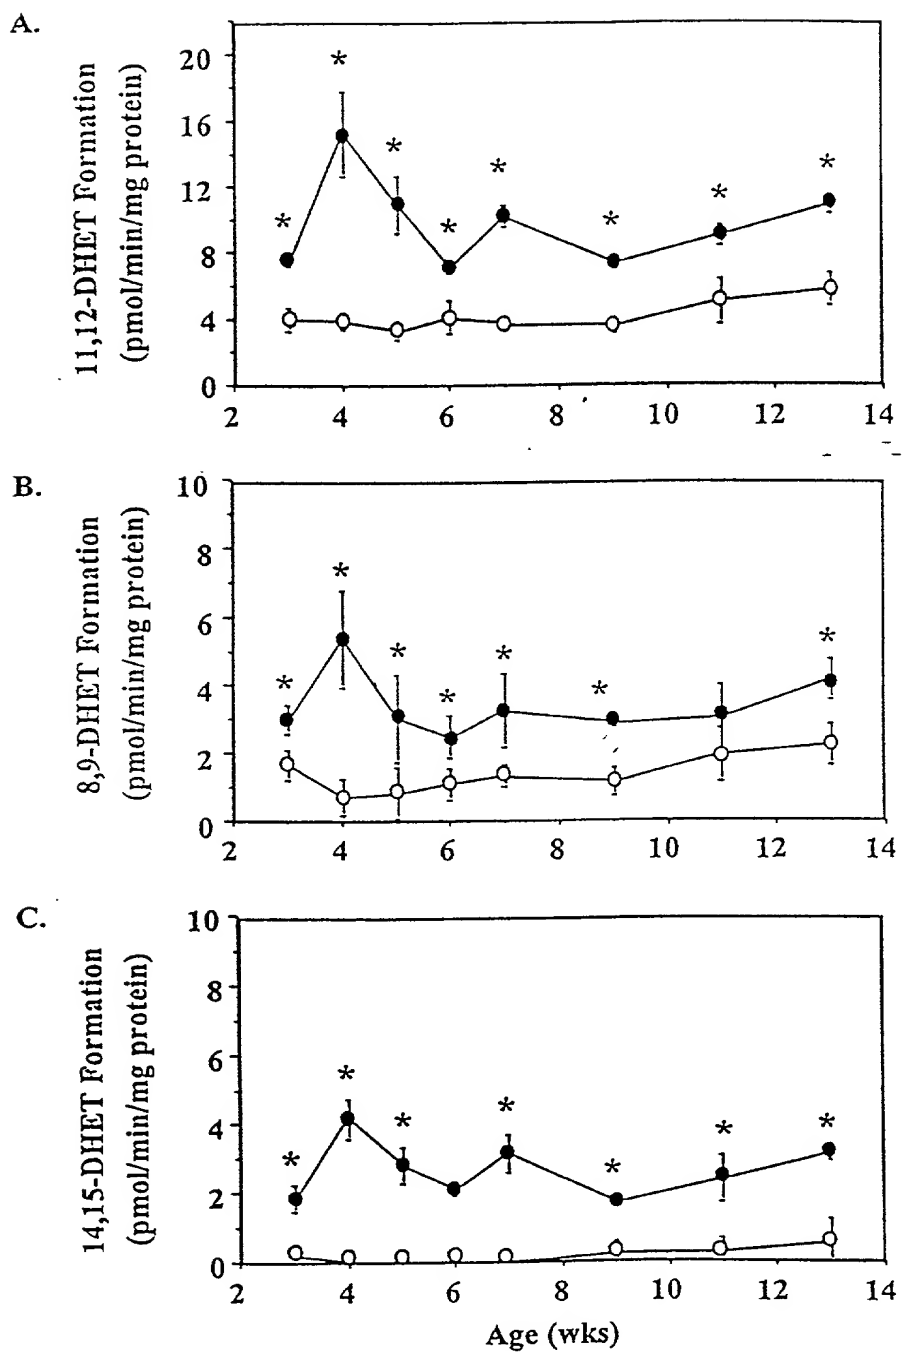 A.
11,12-DHET Formation
(pmol/min/mg protein)
20
16
12
8
4
0
* * * * * * * *
2 4 6 8 10 12 14
B.
8,9-DHET Formation
(pmol/min/mg protein)
10
8
6
4
2
0
* * * * * * *
2 4 6 8 10 12 14
C.
14,15-DHET Formation
(pmol/min/mg protein)
10
8
6
4
2
0
* * * * * * *
2 4 6 8 10 12 14
Age (wks)